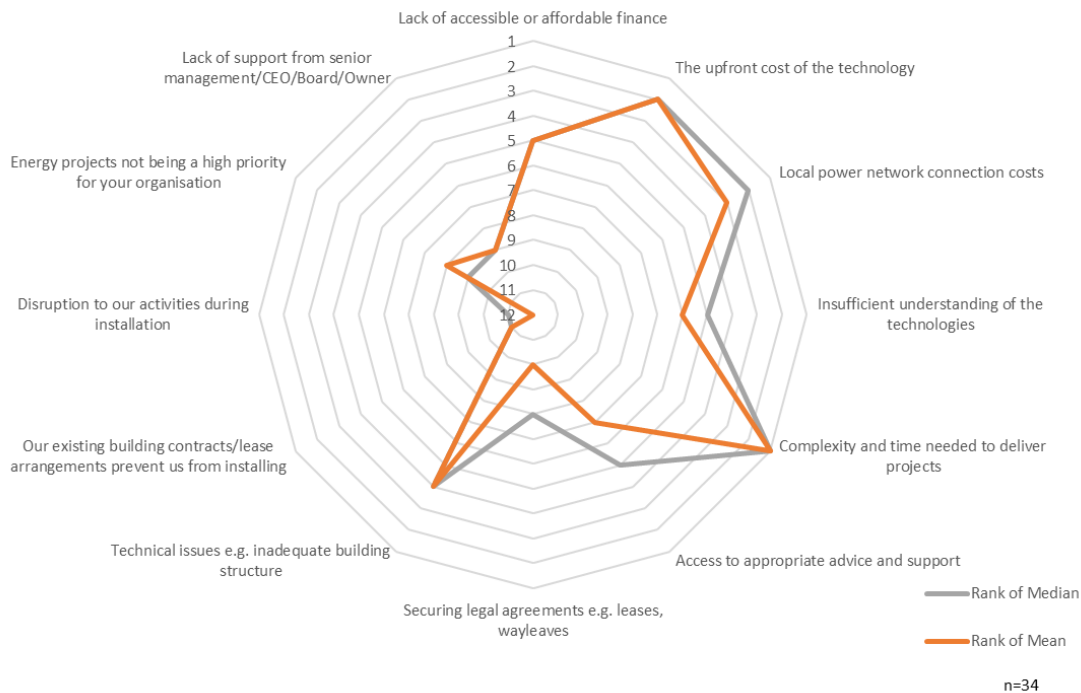 Lack of accessible or affordable finance
The upfront cost of the technology
Local power network connection costs
Insufficient understanding of the
technologies
Complexity and time needed to deliver
projects
Access to appropriate advice and support
Securing legal agreements e.g. leases,
wayleaves
Technical issues e.g. inadequate building
structure
Our existing building contracts/lease
arrangements prevent us from installing
Disruption to our activities during
installation
Energy projects not being a high priority
for your organisation
Lack of support from senior
management/CEO/Board/Owner
1
2
3
4
5
6
7
8
9
10
11
12
Rank of Median
Rank of Mean
n=34